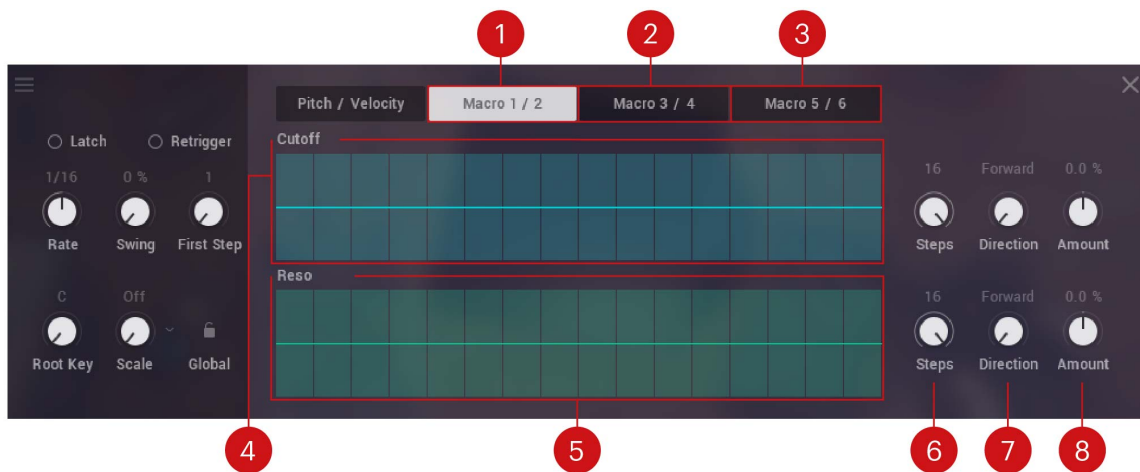 1 2 3
Pitch / Velocity Macro 1 / 2 Macro 3 / 4 Macro 5 / 6
Latch Retrigger
Cutoff
1/16 0 % 1
16 Forward 0.0 %
Rate Swing First Step
Steps Direction Amount
Reso
C Off
16 Forward 0.0 %
Root Key Scale Global
Steps Direction Amount
4 5 6 7 8